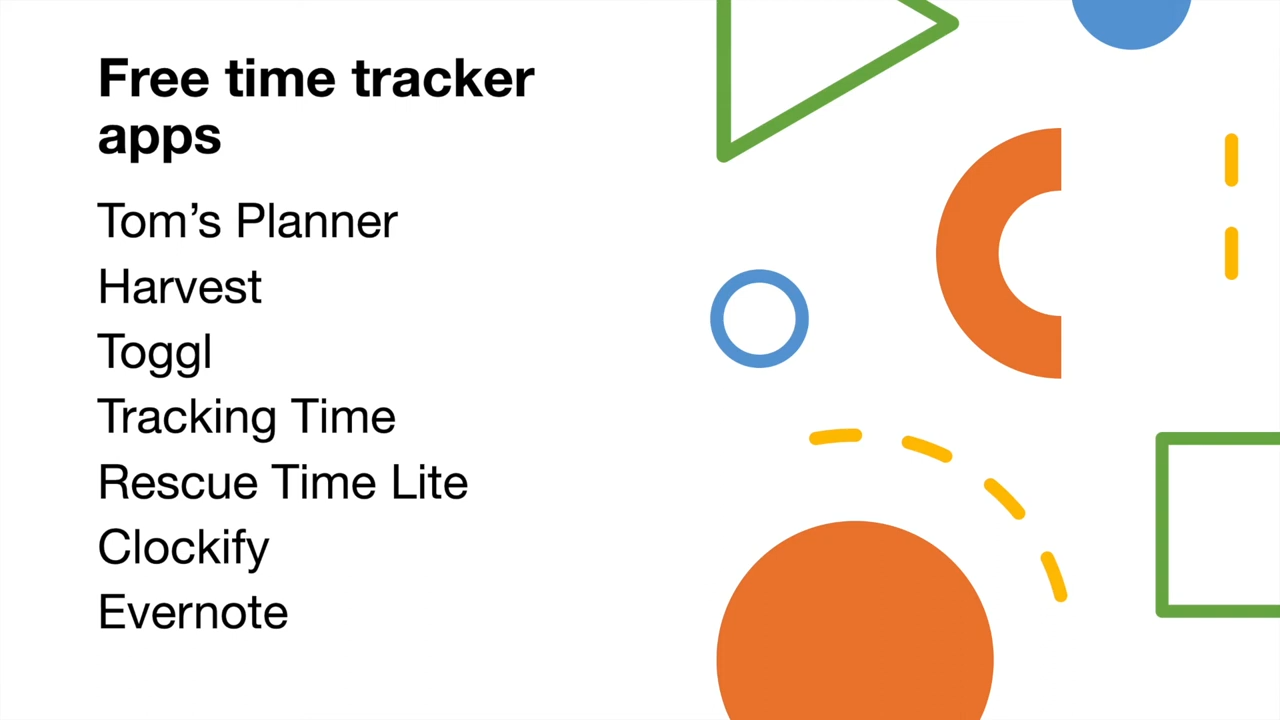 Free time tracker
apps
Tom’s Planner
Harvest
Toggl
Tracking Time
Rescue Time Lite
Clockify
Evernote